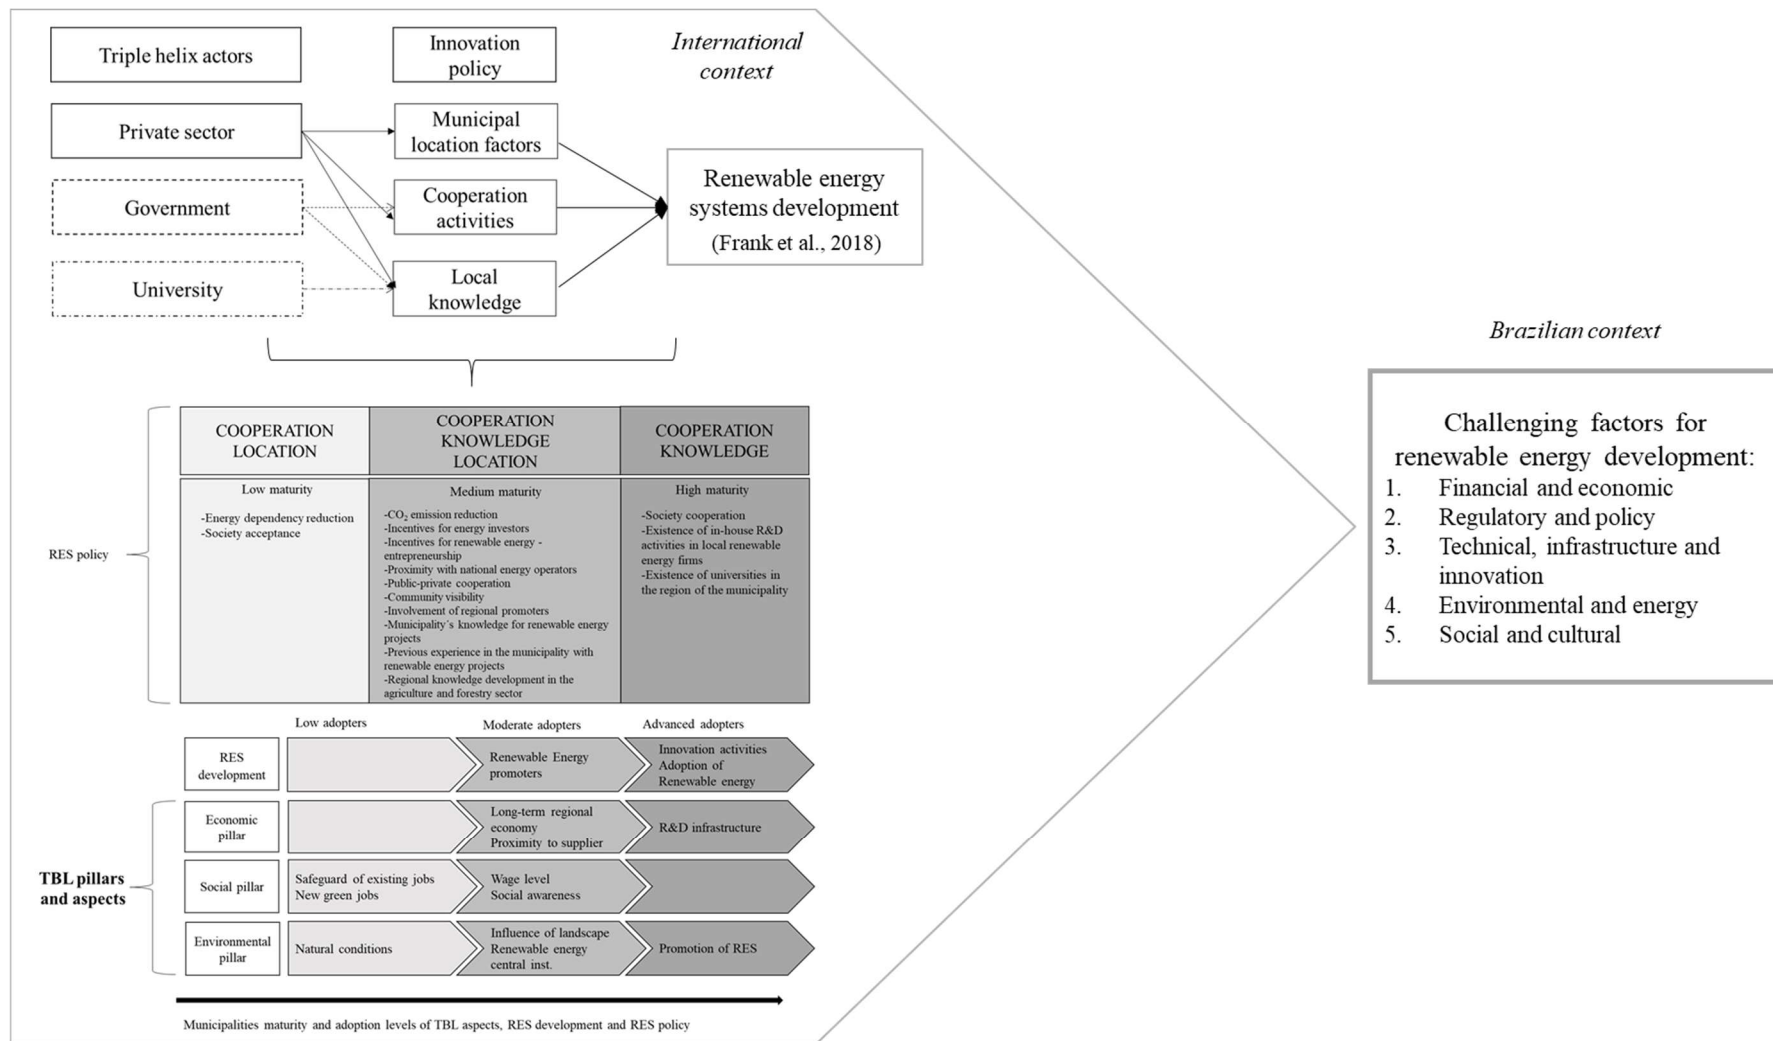 Triple helix actors
Innovation
policy
International
context
Private sector
Municipal
location factors
Government
Cooperation
activities
Renewable energy
systems development
(Frank et al., 2018)
University
Local
knowledge
Brazilian context
Challenging factors for
renewable energy development:
1. Financial and economic
2. Regulatory and policy
3. Technical, infrastructure and
innovation
4. Environmental and energy
5. Social and cultural
RES policy
COOPERATION
LOCATION
Low maturity
-Energy dependency reduction
-Society acceptance
COOPERATION
KNOWLEDGE
LOCATION
Medium maturity
-CO₂ emission reduction
-Incentives for energy investors
-Incentives for renewable energy -
entrepreneurship
-Proximity with national energy operators
-Public-private cooperation
-Community visibility
-Involvement of regional promoters
-Municipality´s knowledge for renewable energy
projects
-Previous experience in the municipality with
renewable energy projects
-Regional knowledge development in the
agriculture and forestry sector
COOPERATION
KNOWLEDGE
High maturity
-Society cooperation
-Existence of in-house R&D
activities in local renewable
energy firms
-Existence of universities in
the region of the municipality
Low adopters
Moderate adopters
Advanced adopters
RES
development
Renewable Energy
promoters
Innovation activities
Adoption of
Renewable energy
TBL pillars
and aspects
Economic
pillar
Long-term regional
economy
Proximity to supplier
R&D infrastructure
Social pillar
Safeguard of existing jobs
New green jobs
Wage level
Social awareness
Environmental
pillar
Natural conditions
Influence of landscape
Renewable energy
central inst.
Promotion of RES
Municipalities maturity and adoption levels of TBL aspects, RES development and RES policy